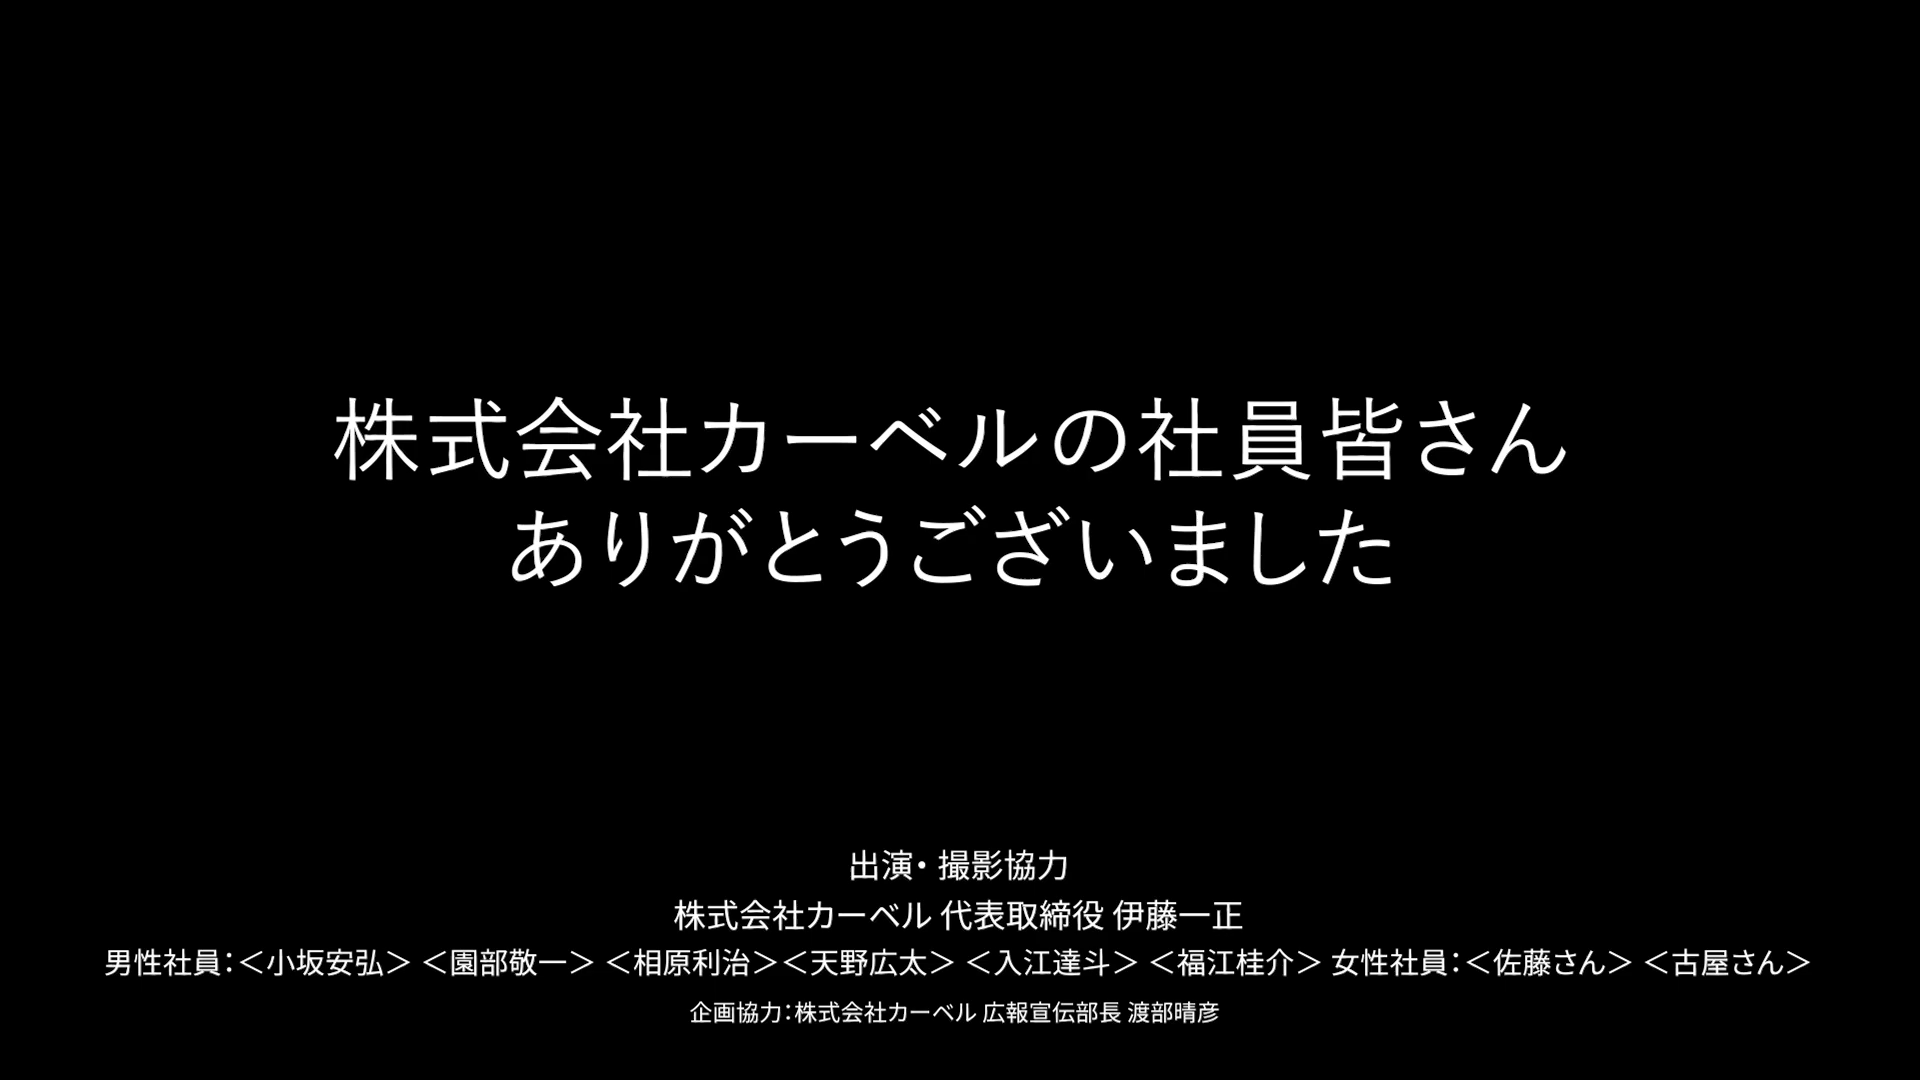 株式会社カーベルの社員皆さん
ありがとうございました
出演・撮影協力
株式会社カーベル 代表取締役 伊藤一正
男性社員：＜小坂安弘＞ ＜園部敬一＞ ＜相原利治＞＜天野広太＞ ＜入江達斗＞ ＜福江桂介＞ 女性社員：＜佐藤さん＞ ＜古屋さん＞
企画協力：株式会社カーベル 広報宣伝部長 渡部晴彦